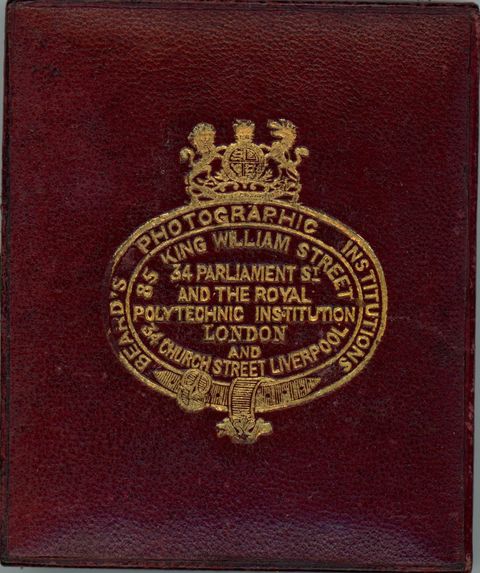 BEARD'S PHOTOGRAPHIC INSTITUTIONS
85 KING WILLIAM STREET
34 PARLIAMENT ST
AND THE ROYAL
POLYTECHNIC INSTITUTION
LONDON
AND
34 CHURCH STREET LIVERPOOL